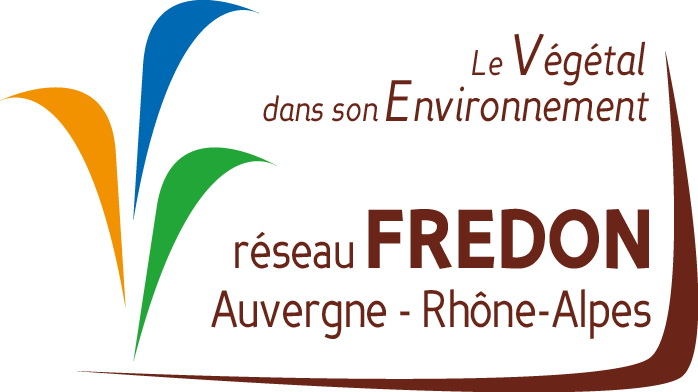 Le Végétal
dans son Environnement
réseau FREDON
Auvergne - Rhône-Alpes